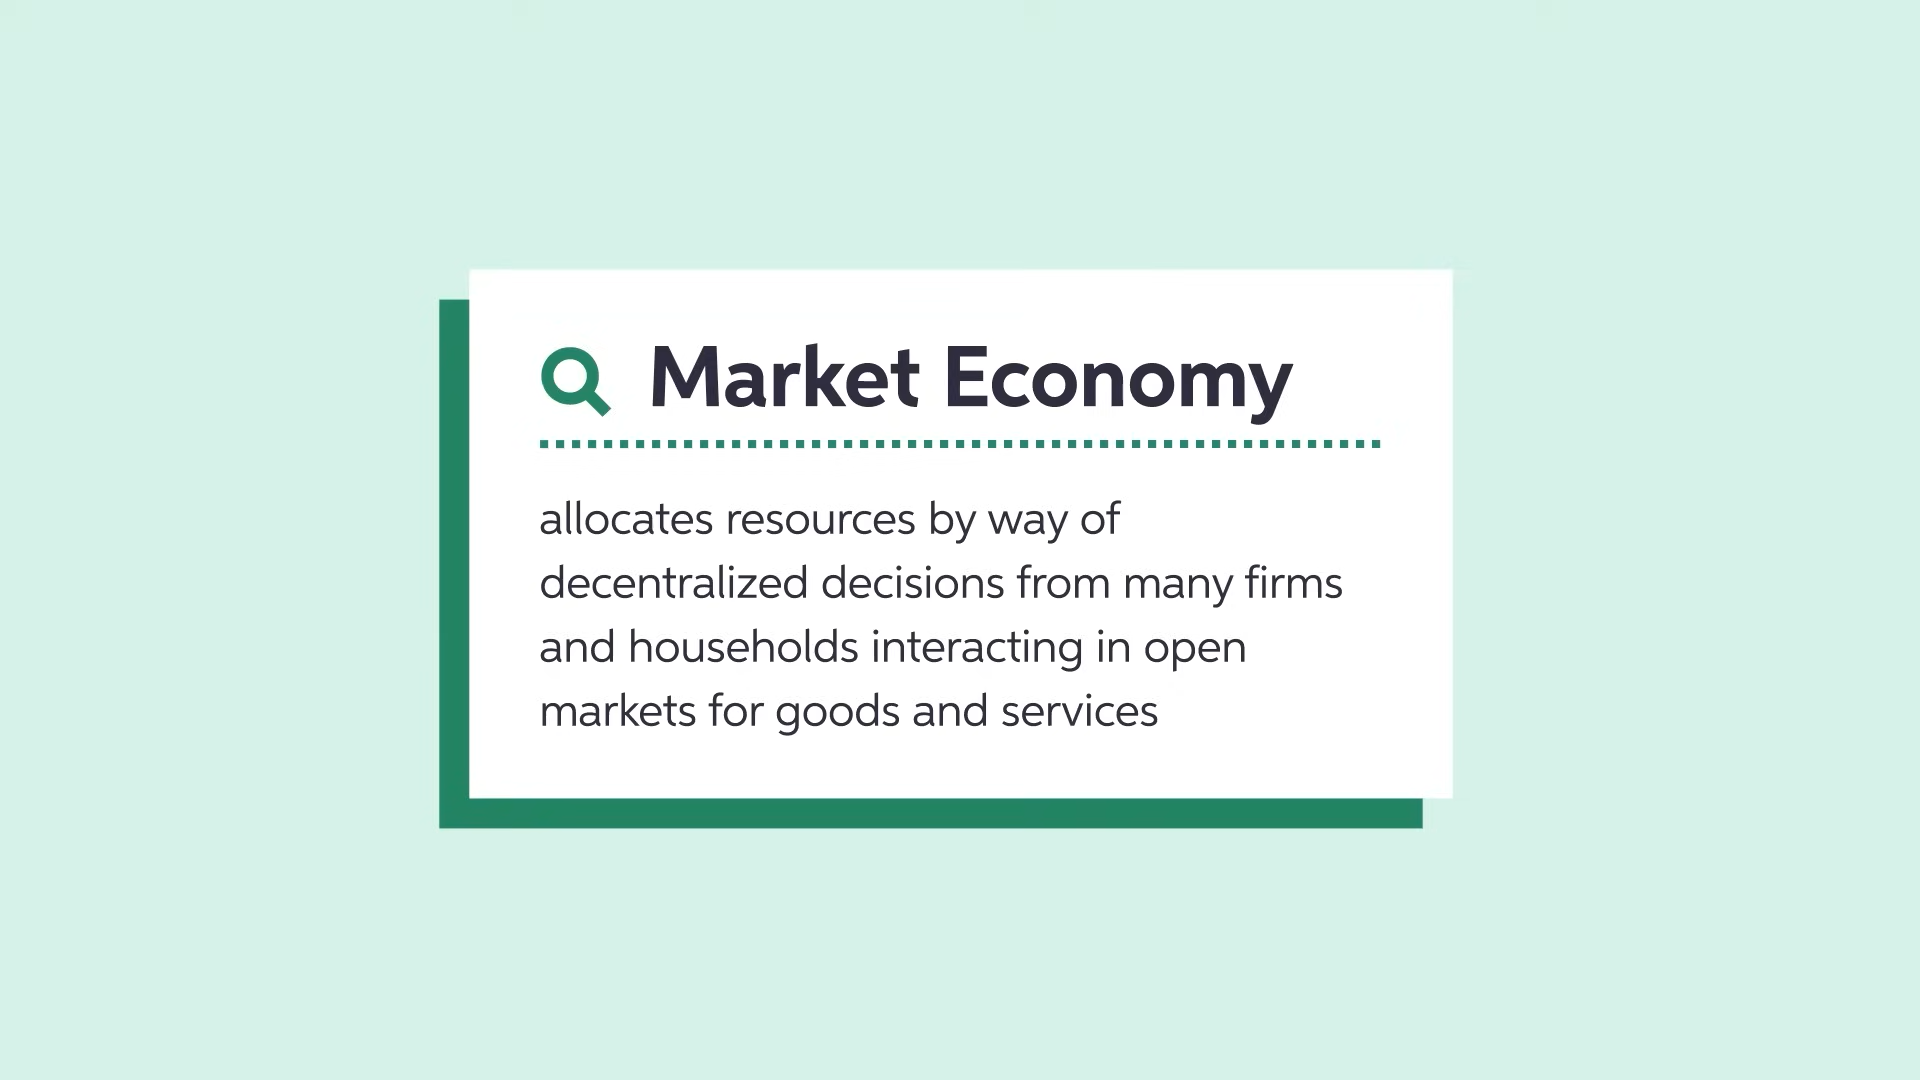 Market Economy
allocates resources by way of
decentralized decisions from many firms
and households interacting in open
markets for goods and services